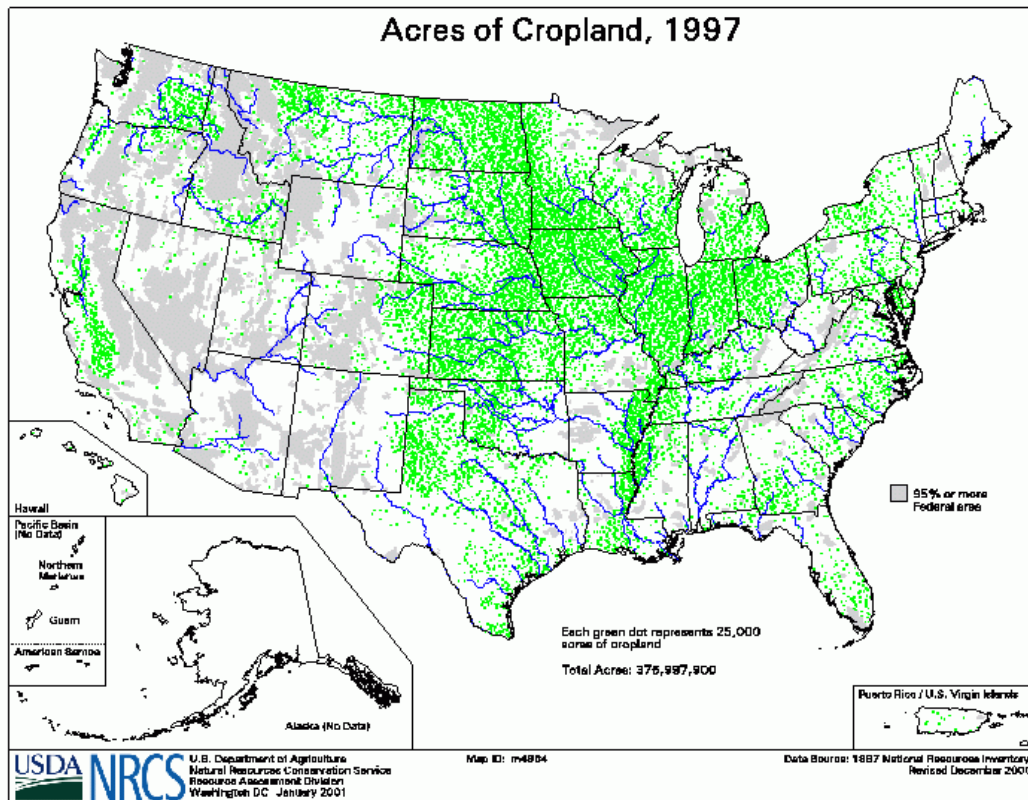 Acres of Cropland, 1997
95% or more
Federal area
Hawaii
Pacific Basin
(No Data)
Northern
Marianas
Guam
American Samoa
Alaska (No Data)
Each green dot represents 25,000
acres of cropland
Total Acres: 376,997,900
Puerto Rico / U.S. Virgin Islands
USDA
NRCS
U.S. Department of Agriculture
Natural Resources Conservation Service
Resource Assessment Division
Washington DC January 2001
Map ID: m4964
Data Source: 1997 National Resources Inventory
Revised December 2000